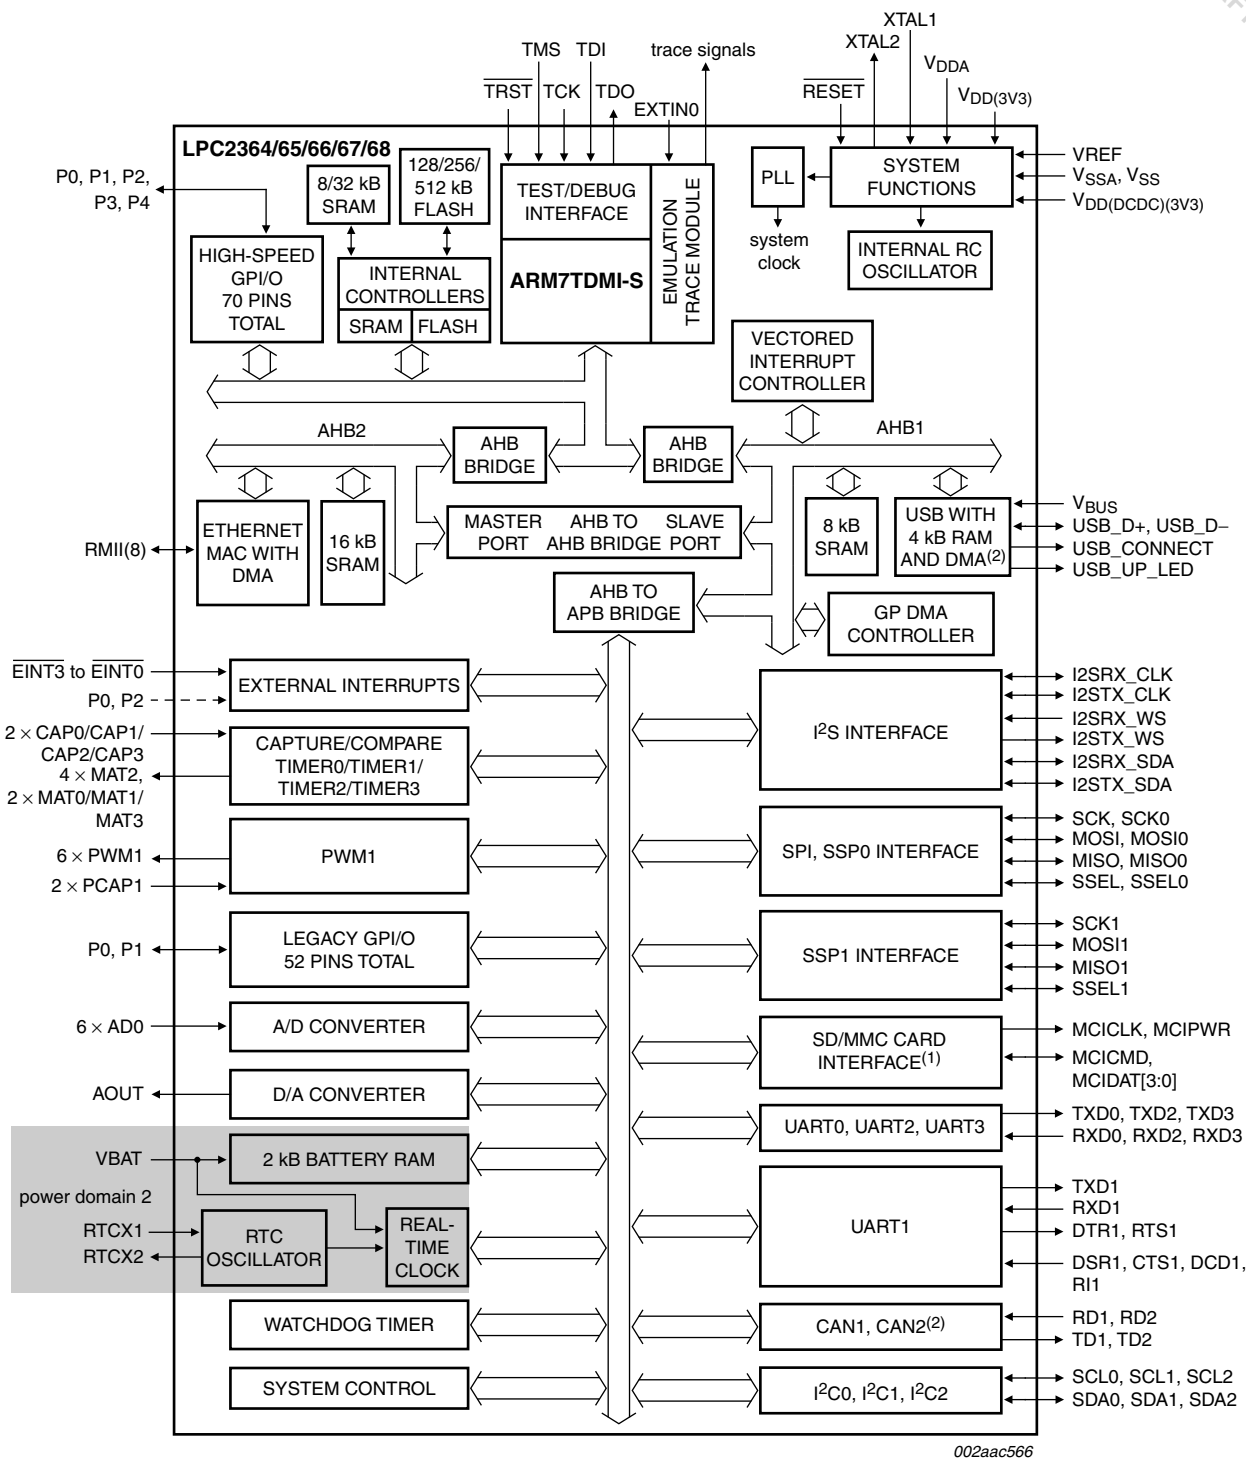 XTAL1
XTAL2
TMS TDI
trace signals
VDDA
TRST TCK TDO
RESET
VDD(3V3)
EXTIN0
LPC2364/65/66/67/68
P0, P1, P2,
P3, P4
8/32 kB
SRAM
128/256/
512 kB
FLASH
TEST/DEBUG
INTERFACE
EMULATION
TRACE MODULE
PLL
SYSTEM
FUNCTIONS
VREF
VSSA, VSS
VDD(DCDC)(3V3)
system
clock
INTERNAL RC
OSCILLATOR
HIGH-SPEED
GPI/O
70 PINS
TOTAL
INTERNAL
CONTROLLERS
SRAM FLASH
ARM7TDMI-S
VECTORED
INTERRUPT
CONTROLLER
AHB2
AHB
BRIDGE
AHB
BRIDGE
AHB1
RMII(8)
ETHERNET
MAC WITH
DMA
16 kB
SRAM
MASTER
PORT
AHB TO
AHB BRIDGE
SLAVE
PORT
8 kB
SRAM
USB WITH
4 kB RAM
AND DMA(2)
VBUS
USB_D+, USB_D−
USB_CONNECT
USB_UP_LED
AHB TO
APB BRIDGE
GP DMA
CONTROLLER
EINT3 to EINT0
P0, P2
EXTERNAL INTERRUPTS
I2S INTERFACE
I2SRX_CLK
I2STX_CLK
I2SRX_WS
I2STX_WS
I2SRX_SDA
I2STX_SDA
2 × CAP0/CAP1/
CAP2/CAP3
4 × MAT2,
2 × MAT0/MAT1/
MAT3
CAPTURE/COMPARE
TIMER0/TIMER1/
TIMER2/TIMER3
SPI, SSP0 INTERFACE
SCK, SCK0
MOSI, MOSI0
MISO, MISO0
SSEL, SSEL0
6 × PWM1
2 × PCAP1
PWM1
P0, P1
LEGACY GPI/O
52 PINS TOTAL
SSP1 INTERFACE
SCK1
MOSI1
MISO1
SSEL1
6 × AD0
A/D CONVERTER
SD/MMC CARD
INTERFACE(1)
MCICLK, MCIPWR
MCICMD,
MCIDAT[3:0]
AOUT
D/A CONVERTER
UART0, UART2, UART3
TXD0, TXD2, TXD3
RXD0, RXD2, RXD3
VBAT
2 kB BATTERY RAM
power domain 2
RTCX1
RTCX2
RTC
OSCILLATOR
REAL-
TIME
CLOCK
UART1
TXD1
RXD1
DTR1, RTS1
DSR1, CTS1, DCD1,
RI1
WATCHDOG TIMER
CAN1, CAN2(2)
RD1, RD2
TD1, TD2
SYSTEM CONTROL
I2C0, I2C1, I2C2
SCL0, SCL1, SCL2
SDA0, SDA1, SDA2
002aac566